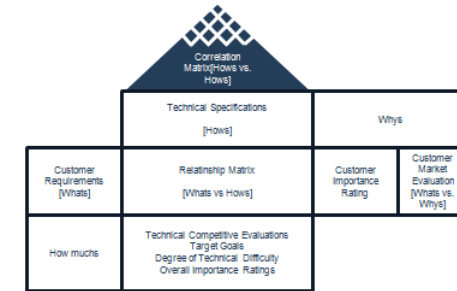 Correlation
Matrix[Hows vs.
Hows]
Technical Specifications
[Hows]
Whys
Customer
Requirements
[Whats]
Relatinship Matrix
[Whats vs Hows]
Customer
Importance
Rating
Customer
Market
Evaluation
[Whats vs.
Whys]
How muchs
Technical Competitive Evaluations
Target Goals
Degree of Technical Difficulty
Overall Importance Ratings